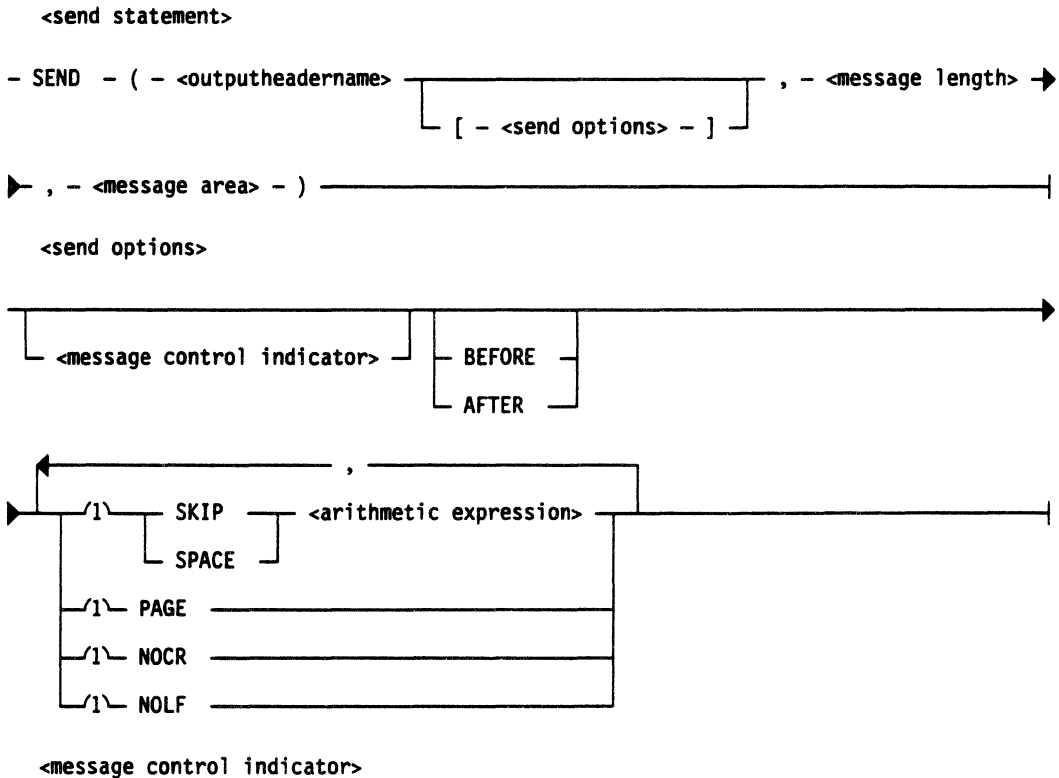 <send statement>
– SEND – ( – <outputheadername> , – <message length>
[ – <send options> – ]
– , – <message area> – )
<send options>
<message control indicator> BEFORE
AFTER
,
/1\ SKIP <arithmetic expression>
SPACE
/1\ PAGE
/1\ NOCR
/1\ NOLF
<message control indicator>